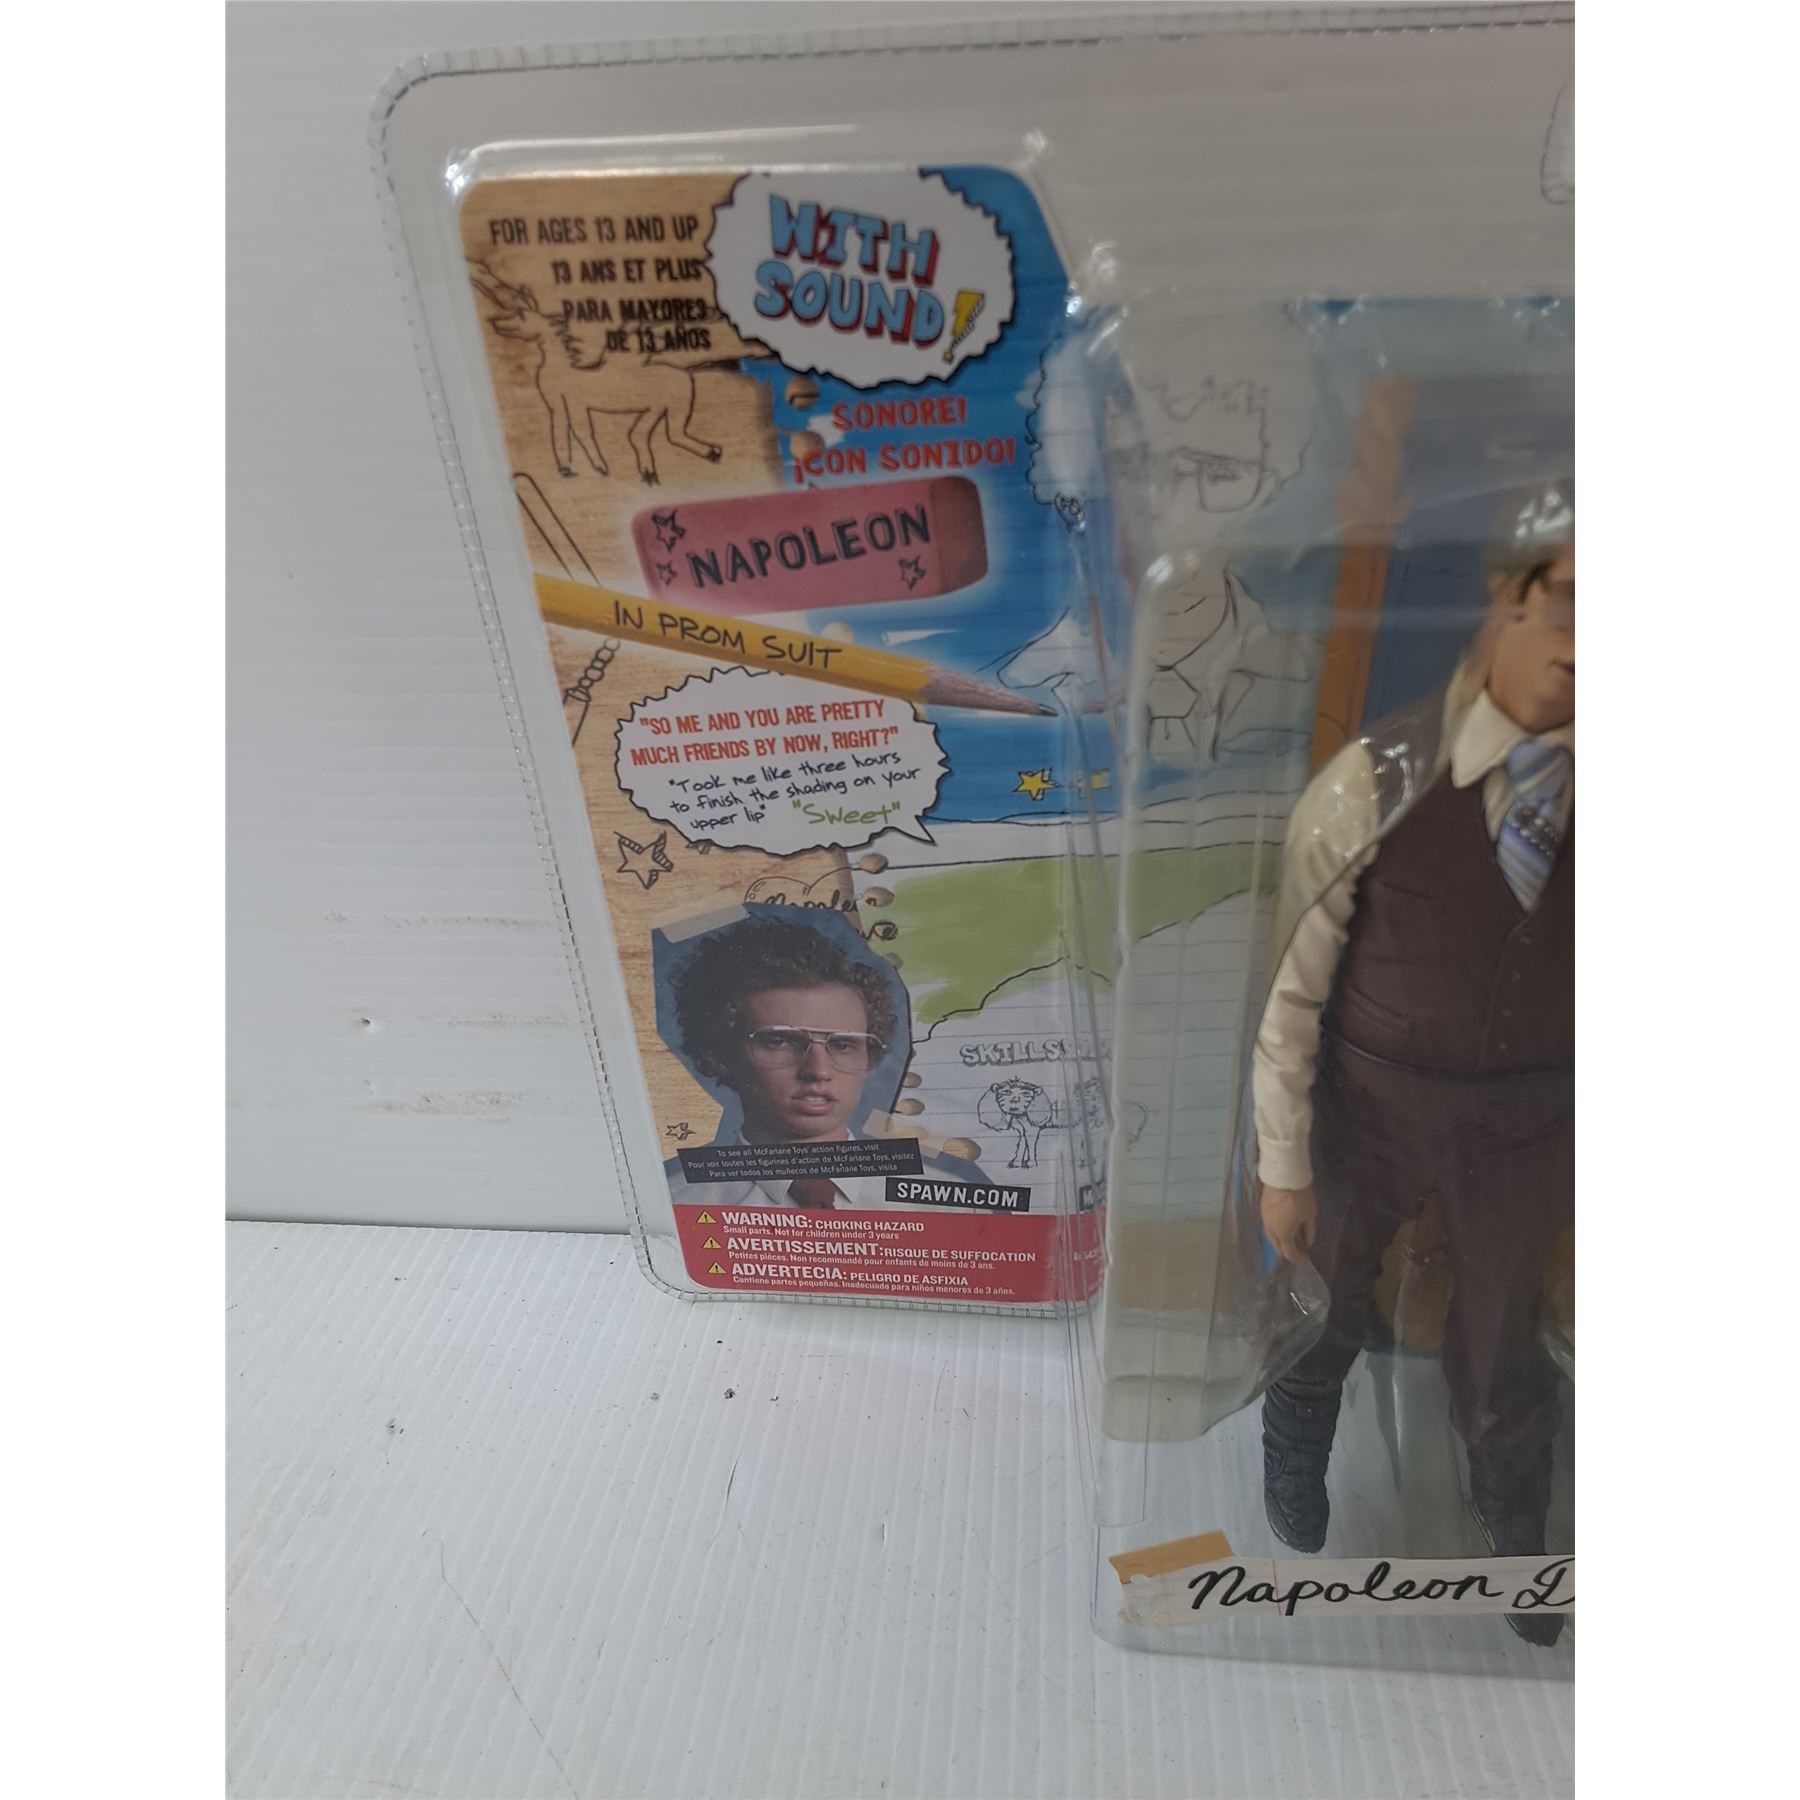 FOR AGES 13 AND UP
13 ANS ET PLUS
PARA MAYORES
DE 13 AÑOS
WITH
SOUND!
SONORE!
¡CON SONIDO!
NAPOLEON
IN PROM SUIT
"SO ME AND YOU ARE PRETTY
MUCH FRIENDS BY NOW, RIGHT?"
"Took me like three hours
to finish the shading on your
upper lip" "Sweet"
Napoleon
SKILLS
To see all McFarlane Toys' action figures, visit
Pour voir toutes les figurines d'action de McFarlane Toys, visitez
Para ver todos los muñecos de McFarlane Toys, visita
SPAWN.COM
WARNING: CHOKING HAZARD
Small parts. Not for children under 3 years
AVERTISSEMENT: RISQUE DE SUFFOCATION
Petites pièces. Non recommandé pour enfants de moins de 3 ans.
ADVERTECIA: PELIGRO DE ASFIXIA
Contiene partes pequeñas. Inadecuado para niños menores de 3 años.
Napoleon D